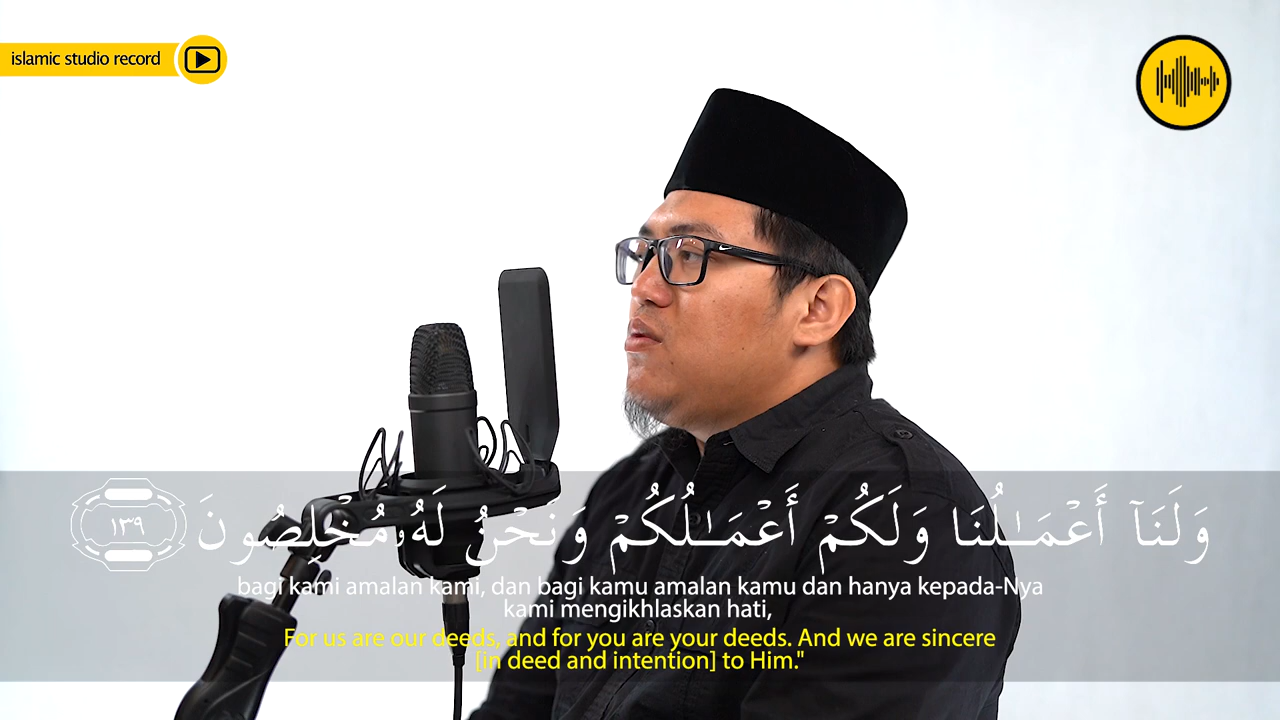 islamic studio record
وَلَنَآ أَعْمَـٰلُنَا وَلَكُمْ أَعْمَـٰلُكُمْ وَنَحْنُ لَهُۥ مُخْلِصُونَ ١٣٩
bagi kami amalan kami, dan bagi kamu amalan kamu dan hanya kepada-Nya
kami mengikhlaskan hati,
For us are our deeds, and for you are your deeds. And we are sincere
[in deed and intention] to Him."